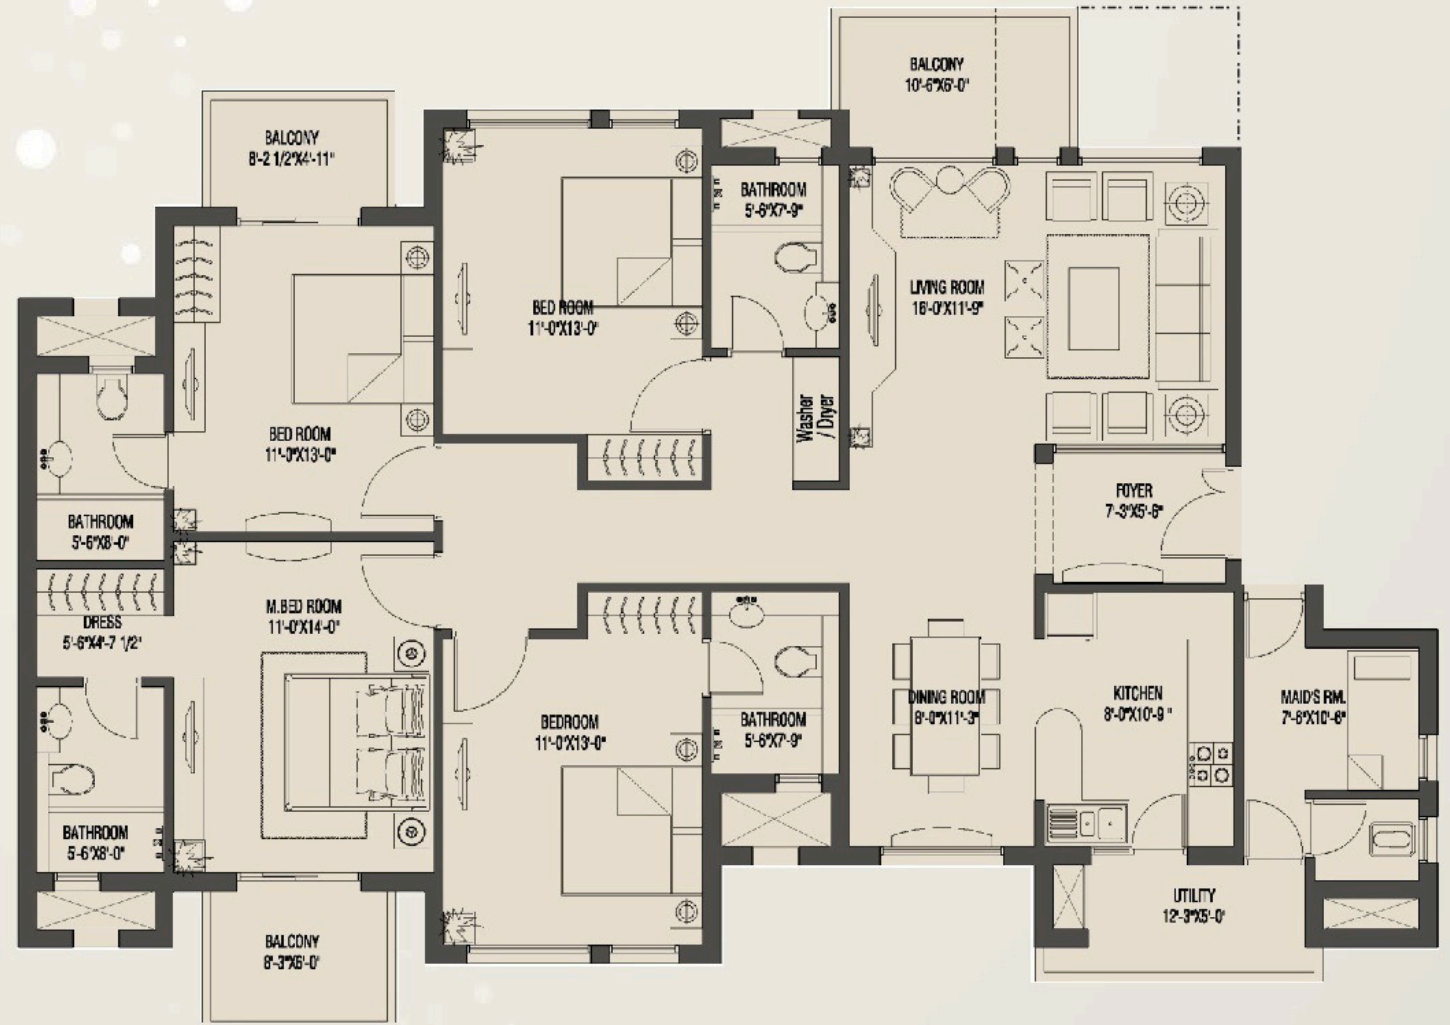 BALCONY
10'-6"X6'-0"
BALCONY
8'-2 1/2"X4'-11"
BATHROOM
5'-6"X7'-9"
LIVING ROOM
16'-0"X11'-9"
BED ROOM
11'-0"X13'-0"
Washer
/ Dryer
BED ROOM
11'-0"X13'-0"
FOYER
7'-3"X5'-6"
BATHROOM
5'-6"X8'-0"
M.BED ROOM
11'-0"X14'-0"
DRESS
5'-6"X4'-7 1/2'
DINING ROOM
8'-0"X11'-3"
KITCHEN
8'-0"X10'-9 "
MAID'S RM.
7'-6"X10'-6"
BEDROOM
11'-0"X13'-0"
BATHROOM
5'-6"X7'-9"
BATHROOM
5'-6"X8'-0"
UTILITY
12'-3"X5'-0'
BALCONY
8'-3"X6'-0"